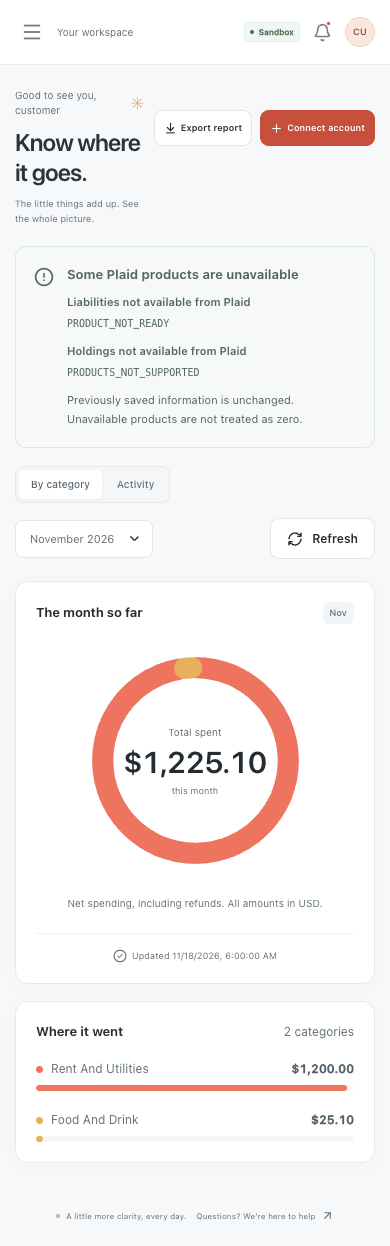 Your workspace
Sandbox
CU
Good to see you,
customer
Know where
it goes.
The little things add up. See
the whole picture.
Export report
Connect account
Some Plaid products are unavailable
Liabilities not available from Plaid
PRODUCT_NOT_READY
Holdings not available from Plaid
PRODUCTS_NOT_SUPPORTED
Previously saved information is unchanged.
Unavailable products are not treated as zero.
By category
Activity
November 2026
Refresh
The month so far
Nov
Total spent
$1,225.10
this month
Net spending, including refunds. All amounts in USD.
Updated 11/18/2026, 6:00:00 AM
Where it went
2 categories
Rent And Utilities
$1,200.00
Food And Drink
$25.10
A little more clarity, every day.
Questions? We're here to help